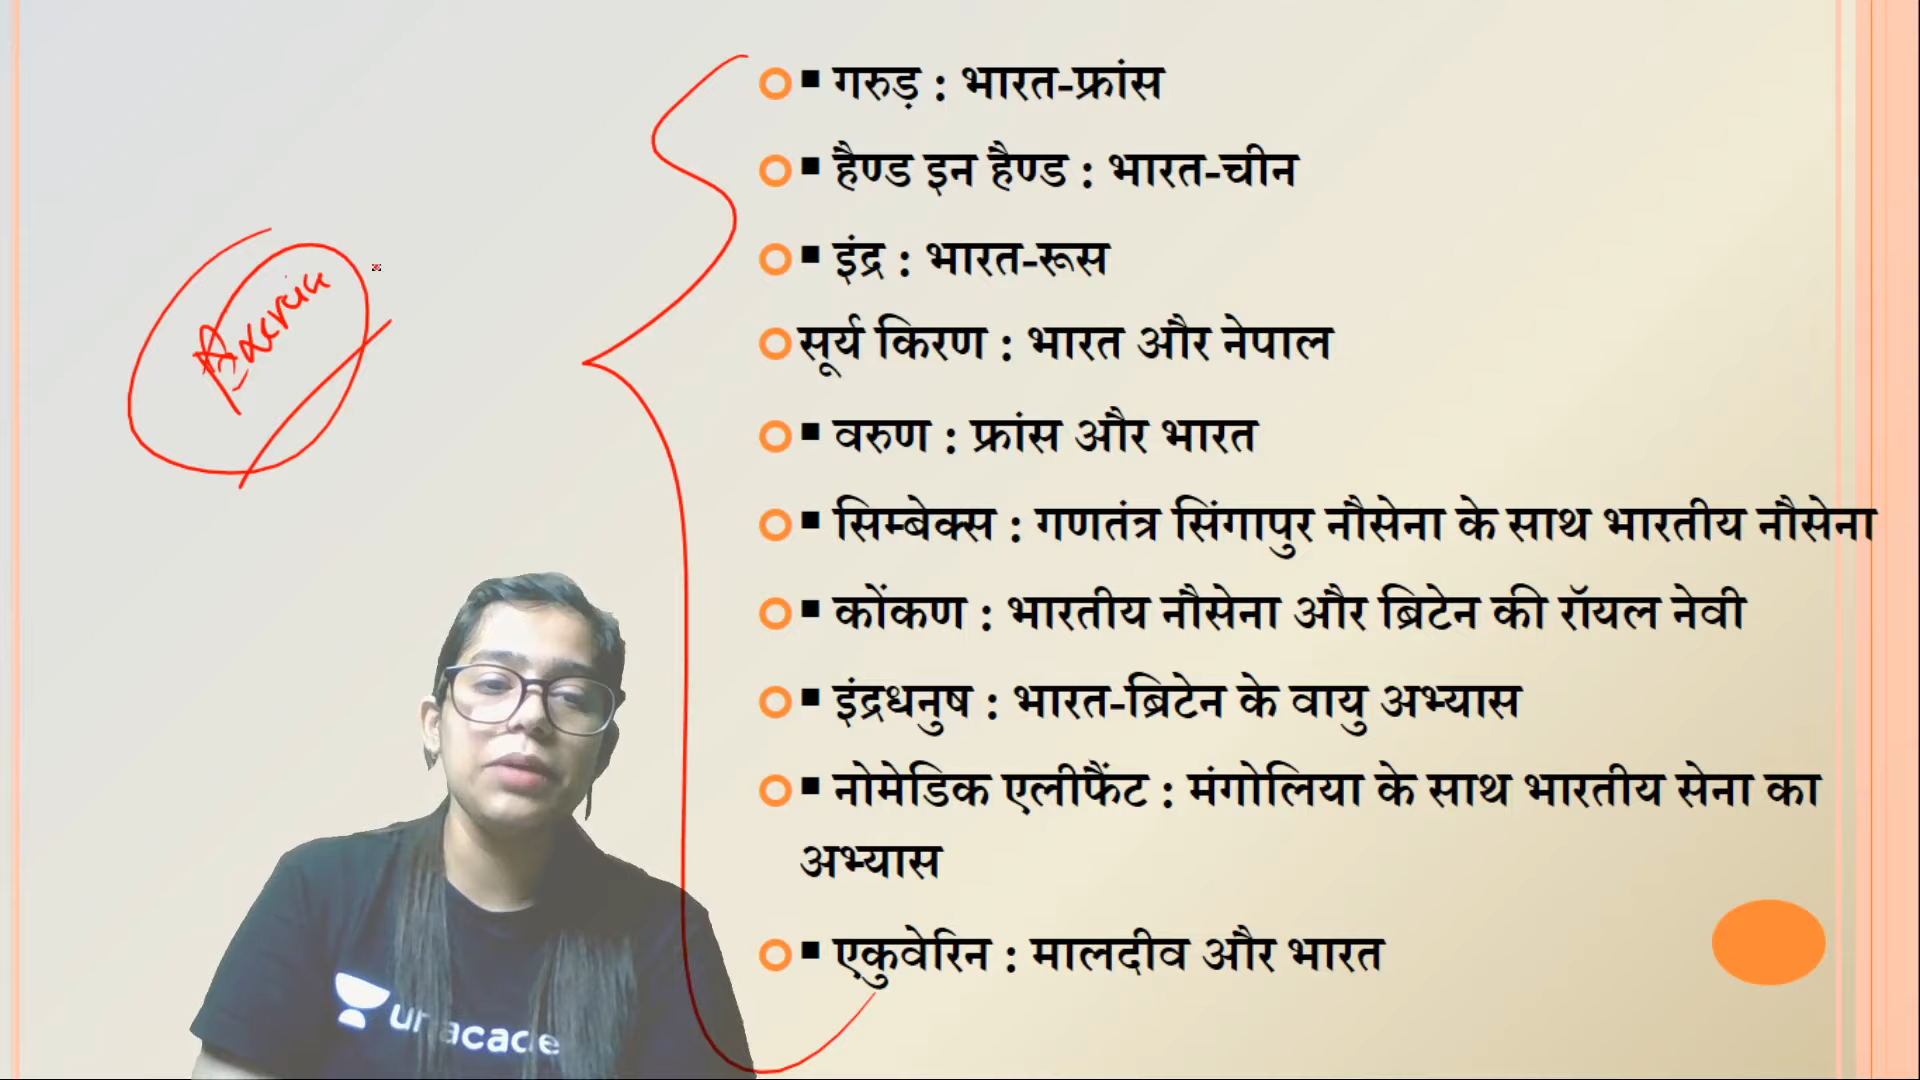 ▪ गरुड़ : भारत-फ्रांस
▪ हैण्ड इन हैण्ड : भारत-चीन
▪ इंद्र : भारत-रूस
सूर्य किरण : भारत और नेपाल
▪ वरुण : फ्रांस और भारत
▪ सिम्बेक्स : गणतंत्र सिंगापुर नौसेना के साथ भारतीय नौसेना
▪ कोंकण : भारतीय नौसेना और ब्रिटेन की रॉयल नेवी
▪ इंद्रधनुष : भारत-ब्रिटेन के वायु अभ्यास
▪ नोमेडिक एलीफैंट : मंगोलिया के साथ भारतीय सेना का
अभ्यास
▪ एकुवेरिन : मालदीव और भारत